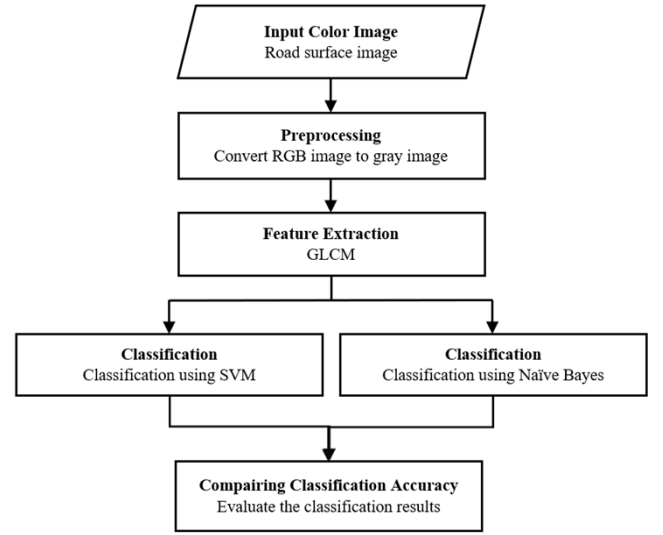 Input Color Image
Road surface image
Preprocessing
Convert RGB image to gray image
Feature Extraction
GLCM
Classification
Classification using SVM
Classification
Classification using Naïve Bayes
Compairing Classification Accuracy
Evaluate the classification results